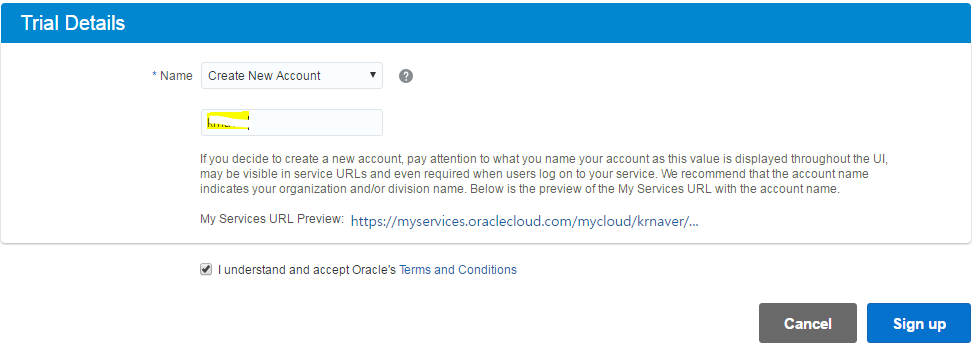 Trial Details
* Name Create New Account
If you decide to create a new account, pay attention to what you name your account as this value is displayed throughout the UI,
may be visible in service URLs and even required when users log on to your service. We recommend that the account name
indicates your organization and/or division name. Below is the preview of the My Services URL with the account name.
My Services URL Preview: https://myservices.oraclecloud.com/mycloud/krnaver/...
I understand and accept Oracle's Terms and Conditions
Cancel Sign up